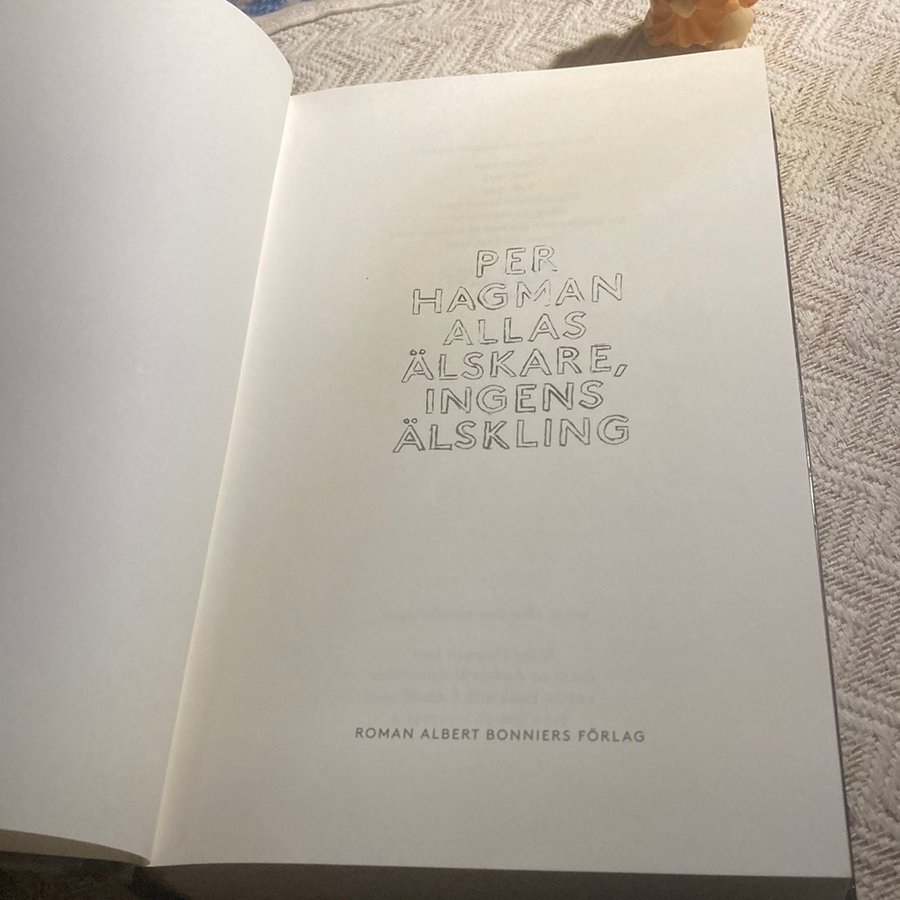 PER
HAGMAN
ALLAS
ÄLSKARE,
INGENS
ÄLSKLING
ROMAN ALBERT BONNIERS FÖRLAG